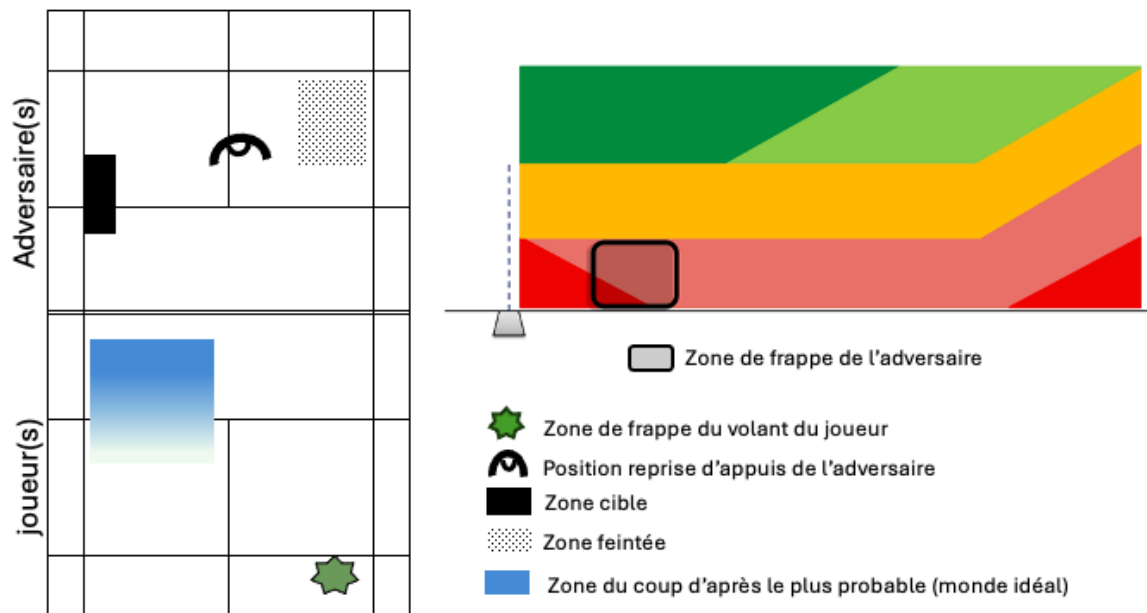 Adversaire(s)
joueur(s)
Zone de frappe de l'adversaire
Zone de frappe du volant du joueur
Position reprise d'appuis de l'adversaire
Zone cible
Zone feintée
Zone du coup d'après le plus probable (monde idéal)